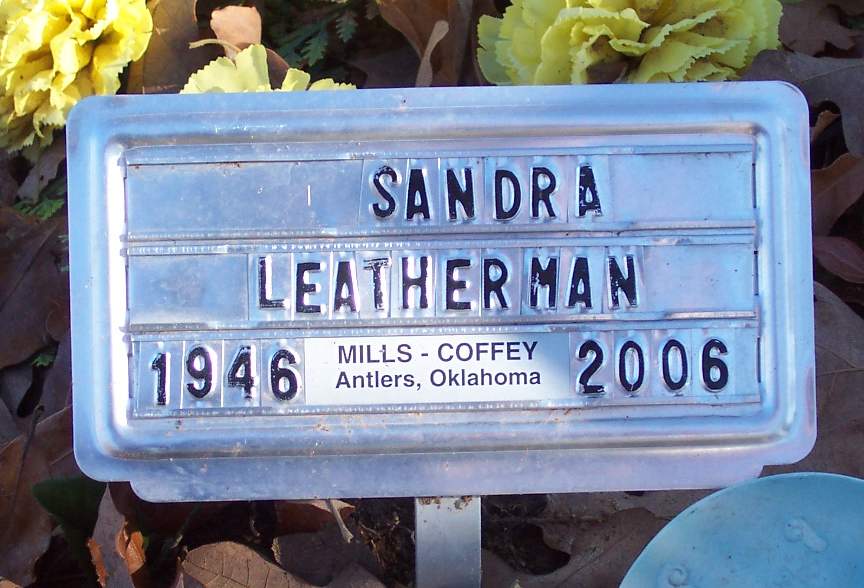 SANDRA
LEATHERMAN
1946 MILLS - COFFEY 2006
Antlers, Oklahoma